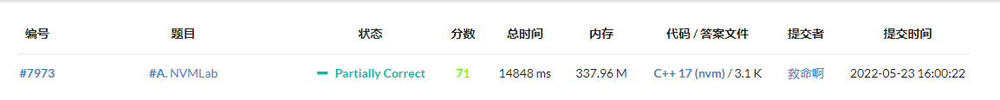 编号 题目 状态 分数 总时间 内存 代码 / 答案文件 提交者 提交时间
#7973 #A. NVMLab Partially Correct 71 14848 ms 337.96 M C++ 17 (nvm) / 3.1 K 救命啊 2022-05-23 16:00:22